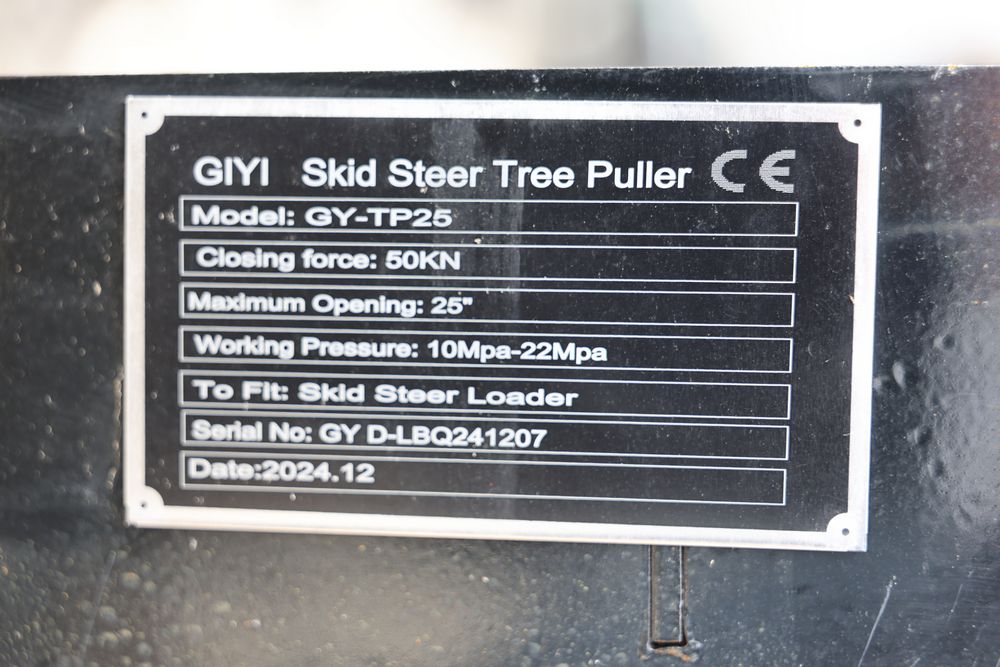 GIYI Skid Steer Tree Puller CE
Model: GY-TP25
Closing force: 50KN
Maximum Opening: 25"
Working Pressure: 10Mpa-22Mpa
To Fit: Skid Steer Loader
Serial No: GY D-LBQ241207
Date:2024.12